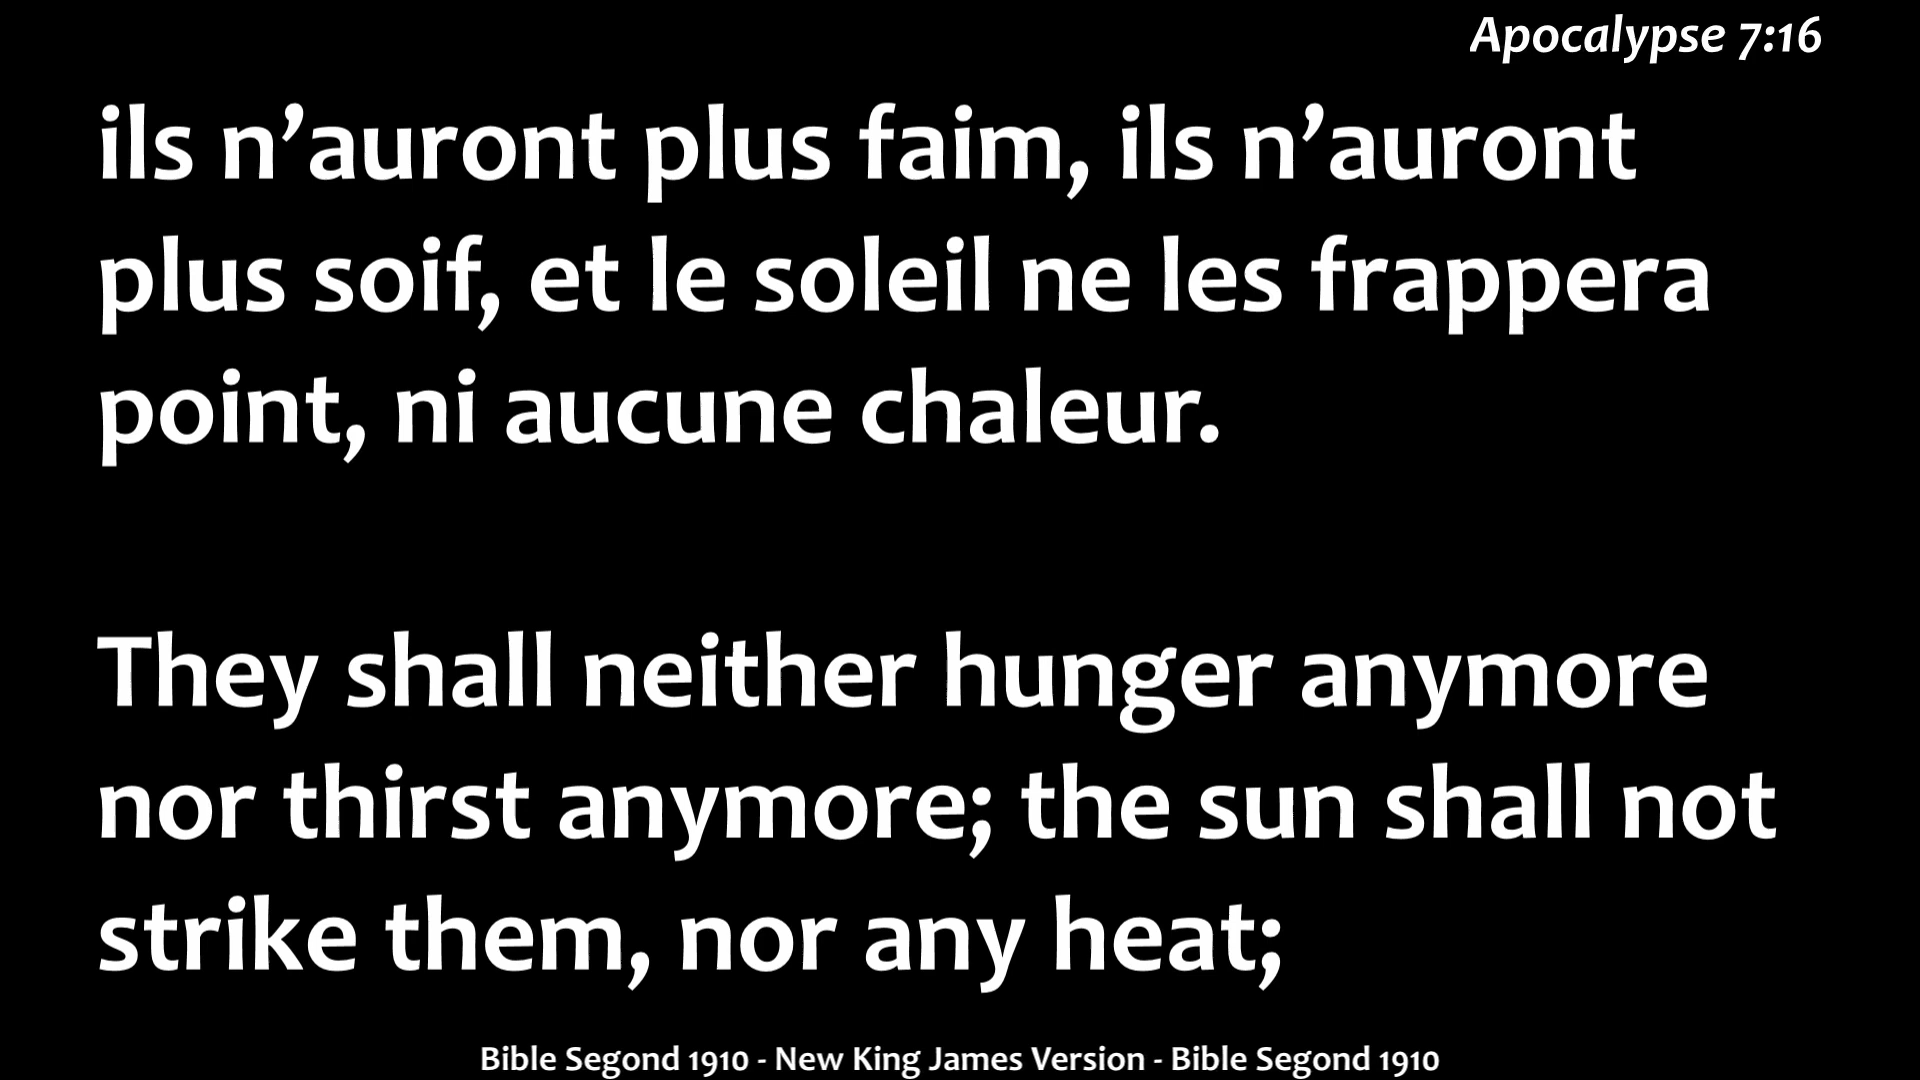 Apocalypse 7:16
ils n’auront plus faim, ils n’auront
plus soif, et le soleil ne les frappera
point, ni aucune chaleur.
They shall neither hunger anymore
nor thirst anymore; the sun shall not
strike them, nor any heat;
Bible Segond 1910 - New King James Version - Bible Segond 1910